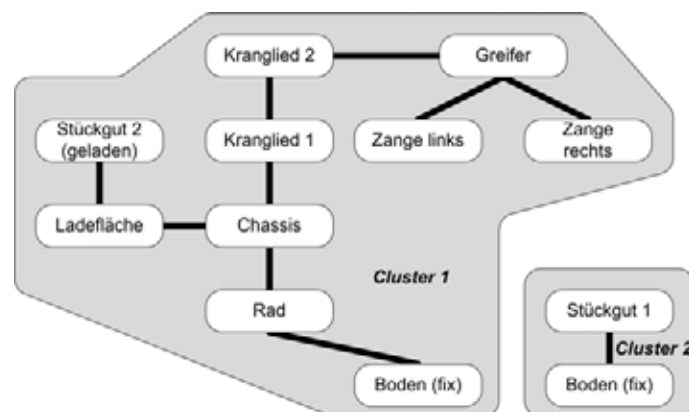 Kranglied 2
Greifer
Stückgut 2
(geladen)
Kranglied 1
Zange links
Zange
rechts
Ladefläche
Chassis
Cluster 1
Rad
Stückgut 1
Cluster 2
Boden (fix)
Boden (fix)